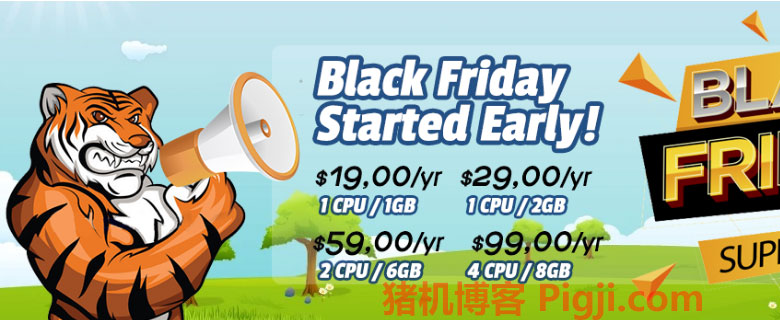 Black Friday
Started Early!
$19,00/yr $29,00/yr
1 CPU / 1GB 1 CPU / 2GB
$59,00/yr $99,00/yr
2 CPU / 6GB 4 CPU / 8GB
猪机博客 Pigji.com